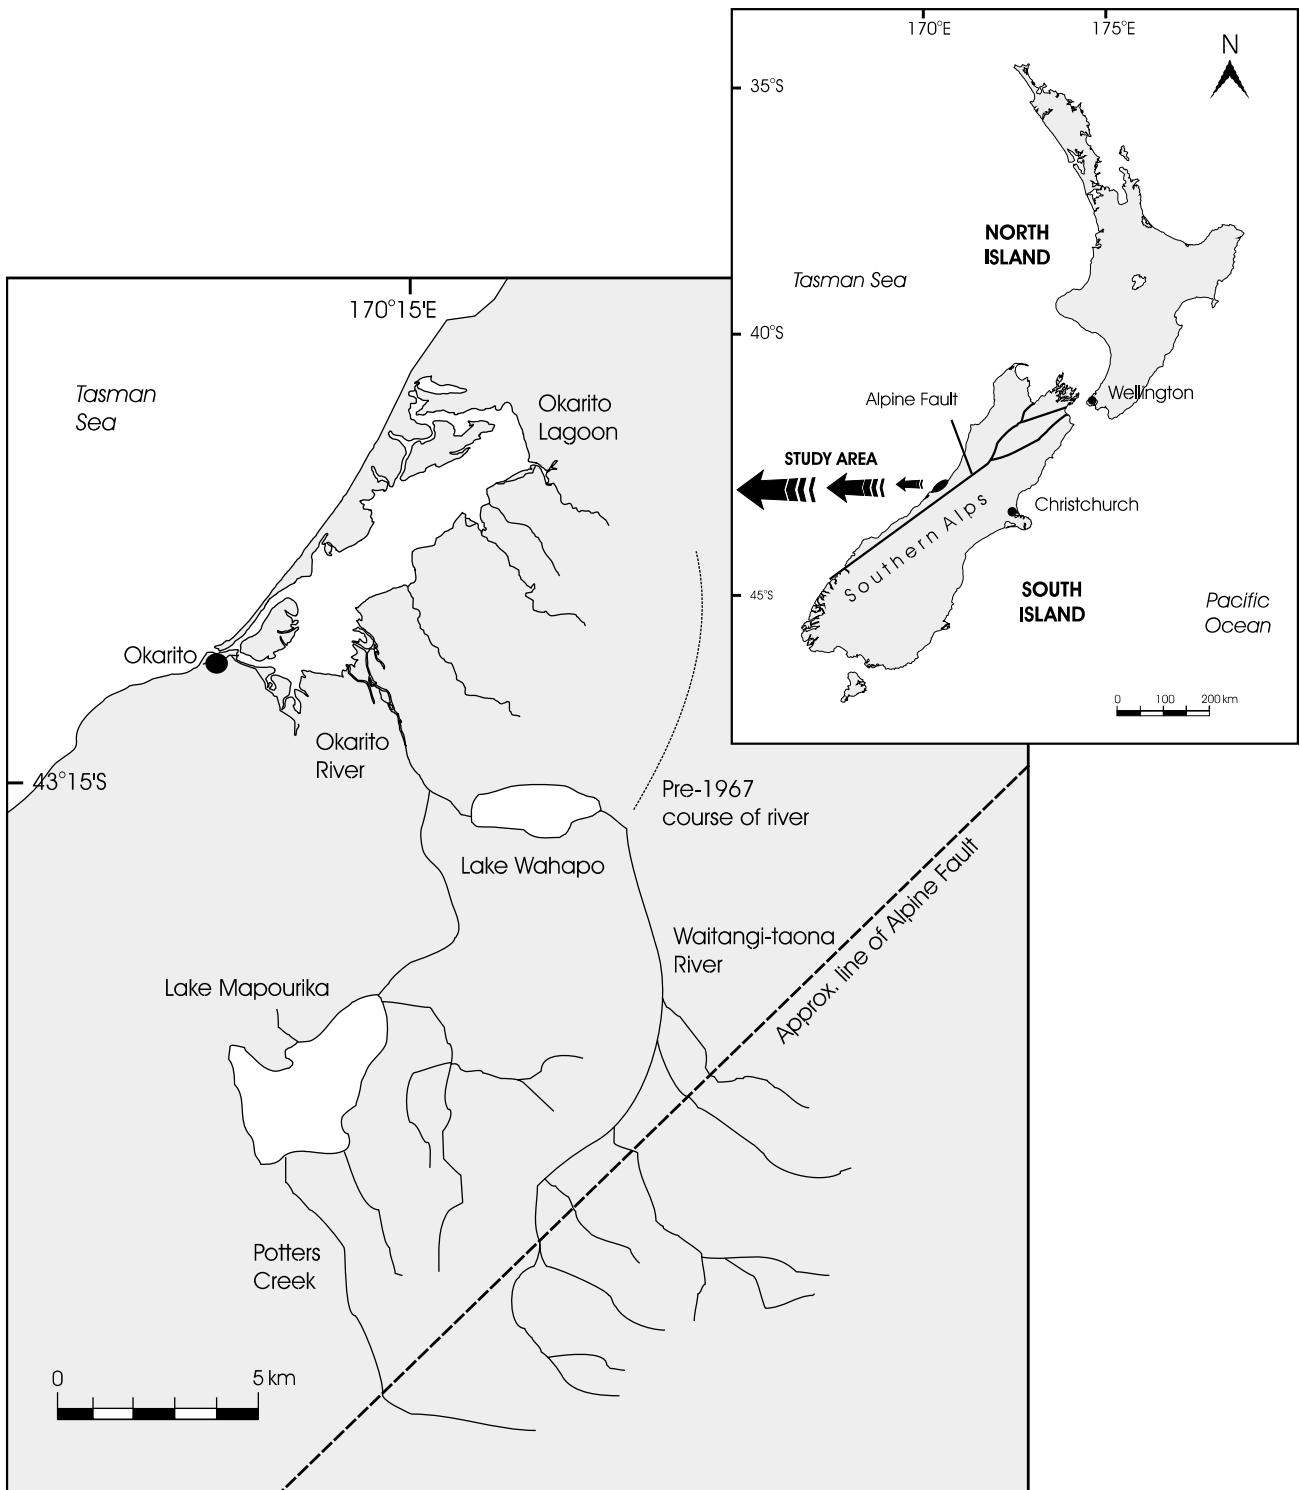 170°E
175°E
N
35°S
NORTH
ISLAND
Tasman Sea
40°S
Wellington
Alpine Fault
STUDY AREA
Christchurch
Southern Alps
SOUTH
ISLAND
45°S
Pacific
Ocean
0 100 200 km
170°15'E
Tasman
Sea
Okarito
Lagoon
Okarito
Okarito
River
43°15'S
Pre-1967
course of river
Lake Wahapo
Approx. line of Alpine Fault
Waitangi-taona
River
Lake Mapourika
Potters
Creek
0 5 km